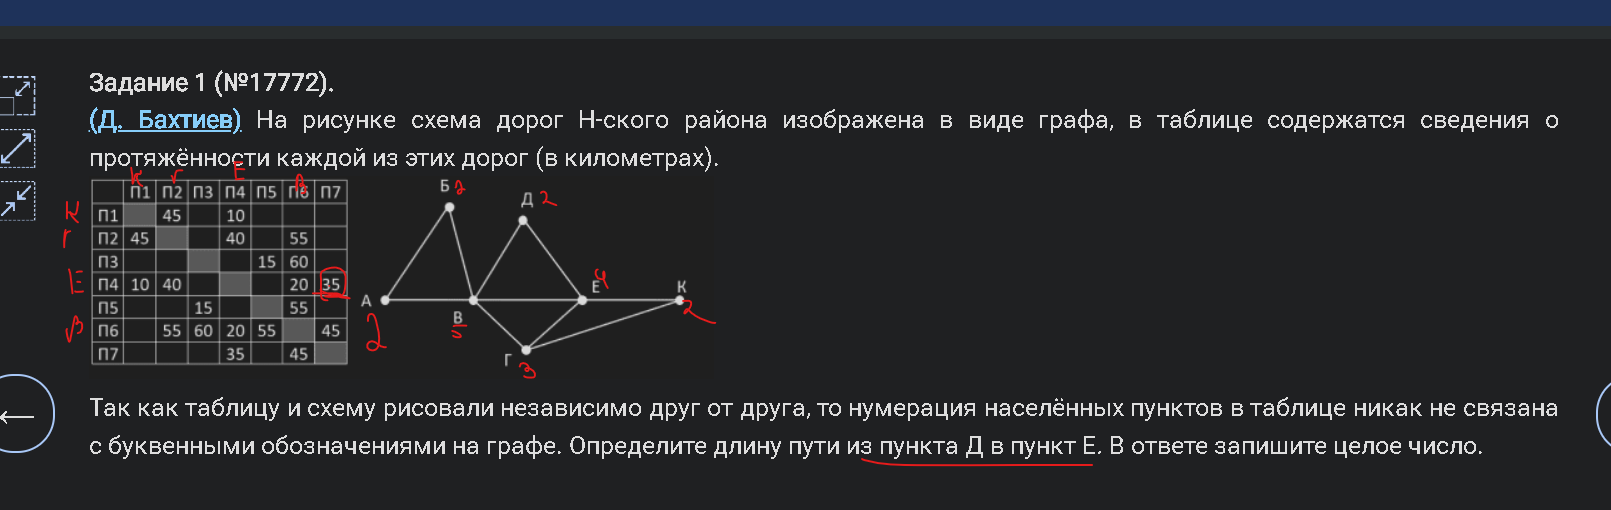 Задание 1 (№17772).
(Д. Бахтиев) На рисунке схема дорог Н-ского района изображена в виде графа, в таблице содержатся сведения о
протяжённости каждой из этих дорог (в километрах).
К Г Е В
П1 П2 П3 П4 П5 П6 П7
К П1 45 10
Г П2 45 40 55
П3 15 60
Е П4 10 40 20 35
П5 15 55
В П6 55 60 20 55 45
П7 35 45
Б 2
Д 2
А 2
В 5
Е 4
К 2
Г 3
Так как таблицу и схему рисовали независимо друг от друга, то нумерация населённых пунктов в таблице никак не связана
с буквенными обозначениями на графе. Определите длину пути из пункта Д в пункт Е. В ответе запишите целое число.